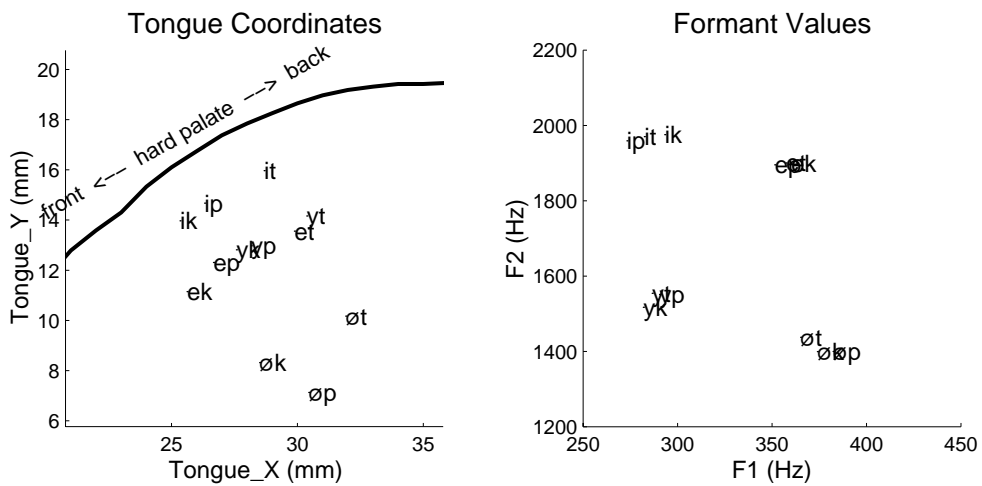 Tongue Coordinates
Tongue_Y (mm)
20
18
16
14
12
10
8
6
front <--- hard palate ---> back
it
ip
ik
yt
et
yk
yp
ep
ek
øt
øk
øp
25
30
35
Tongue_X (mm)
Formant Values
F2 (Hz)
2200
2000
1800
1600
1400
1200
ip
it
ik
ep
et
ek
yt
yp
yk
øt
øk
øp
250
300
350
400
450
F1 (Hz)